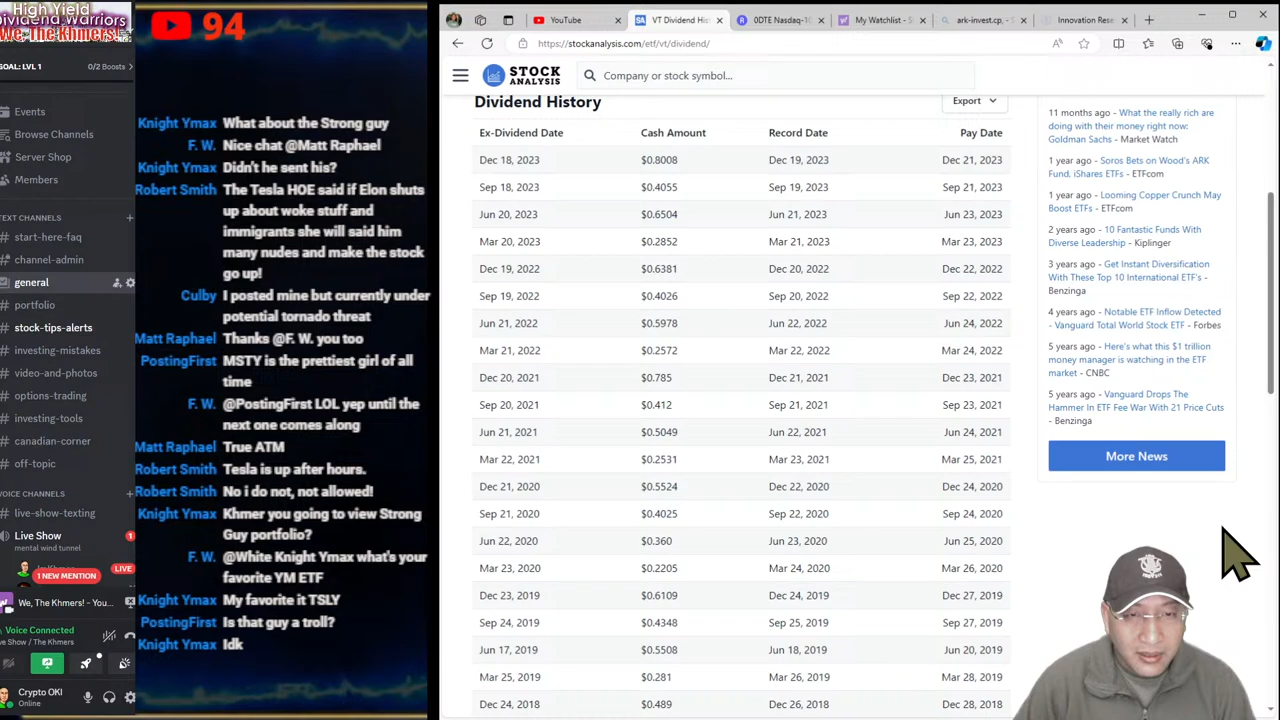 High Yield
Dividend Warriors
We, The Khmers!
GOAL: LVL 1
0/2 Boosts
Events
Browse Channels
Server Shop
Members
TEXT CHANNELS
start-here-faq
channel-admin
general
portfolio
stock-tips-alerts
investing-mistakes
video-and-photos
options-trading
investing-tools
canadian-corner
off-topic
VOICE CHANNELS
live-show-texting
Live Show
1
mental wind tunnel
1 NEW MENTION
LIVE
We, The Khmers! - You...
Voice Connected
Live Show / The Khmers
Crypto OKI
Online
94
Knight Ymax What about the Strong guy
F. W. Nice chat @Matt Raphael
Knight Ymax Didn't he sent his?
Robert Smith The Tesla HOE said if Elon shuts
up about woke stuff and
immigrants she will said him
many nudes and make the stock
go up!
Culby I posted mine but currently under
potential tornado threat
Matt Raphael Thanks @F. W. you too
PostingFirst MSTY is the prettiest girl of all
time
F. W. @PostingFirst LOL yep until the
next one comes along
Matt Raphael True ATM
Robert Smith Tesla is up after hours.
Robert Smith No i do not, not allowed!
Knight Ymax Khmer you going to view Strong
Guy portfolio?
F. W. @White Knight Ymax what's your
favorite YM ETF
Knight Ymax My favorite it TSLY
PostingFirst Is that guy a troll?
Knight Ymax Idk
YouTube
VT Dividend His
0DTE Nasdaq-10
My Watchlist - S
ark-invest.cp, - S
Innovation Rese
https://stockanalysis.com/etf/vt/dividend/
STOCK
ANALYSIS
Company or stock symbol...
Dividend History
Export
Ex-Dividend Date Cash Amount Record Date Pay Date
Dec 18, 2023 $0.8008 Dec 19, 2023 Dec 21, 2023
Sep 18, 2023 $0.4055 Sep 19, 2023 Sep 21, 2023
Jun 20, 2023 $0.6504 Jun 21, 2023 Jun 23, 2023
Mar 20, 2023 $0.2852 Mar 21, 2023 Mar 23, 2023
Dec 19, 2022 $0.6381 Dec 20, 2022 Dec 22, 2022
Sep 19, 2022 $0.4026 Sep 20, 2022 Sep 22, 2022
Jun 21, 2022 $0.5978 Jun 22, 2022 Jun 24, 2022
Mar 21, 2022 $0.2572 Mar 22, 2022 Mar 24, 2022
Dec 20, 2021 $0.785 Dec 21, 2021 Dec 23, 2021
Sep 20, 2021 $0.412 Sep 21, 2021 Sep 23, 2021
Jun 21, 2021 $0.5049 Jun 22, 2021 Jun 24, 2021
Mar 22, 2021 $0.2531 Mar 23, 2021 Mar 25, 2021
Dec 21, 2020 $0.5524 Dec 22, 2020 Dec 24, 2020
Sep 21, 2020 $0.4025 Sep 22, 2020 Sep 24, 2020
Jun 22, 2020 $0.360 Jun 23, 2020 Jun 25, 2020
Mar 23, 2020 $0.2205 Mar 24, 2020 Mar 26, 2020
Dec 23, 2019 $0.6109 Dec 24, 2019 Dec 27, 2019
Sep 24, 2019 $0.4348 Sep 25, 2019 Sep 27, 2019
Jun 17, 2019 $0.5508 Jun 18, 2019 Jun 20, 2019
Mar 25, 2019 $0.281 Mar 26, 2019 Mar 28, 2019
Dec 24, 2018 $0.489 Dec 26, 2018 Dec 28, 2018
11 months ago - What the really rich are
doing with their money right now:
Goldman Sachs - Market Watch
1 year ago - Soros Bets on Wood's ARK
Fund, iShares ETFs - ETFcom
1 year ago - Looming Copper Crunch May
Boost ETFs - ETFcom
2 years ago - 10 Fantastic Funds With
Diverse Leadership - Kiplinger
3 years ago - Get Instant Diversification
With These Top 10 International ETF's -
Benzinga
4 years ago - Notable ETF Inflow Detected
- Vanguard Total World Stock ETF - Forbes
5 years ago - Here's what this $1 trillion
money manager is watching in the ETF
market - CNBC
5 years ago - Vanguard Drops The
Hammer In ETF Fee War With 21 Price Cuts
- Benzinga
More News